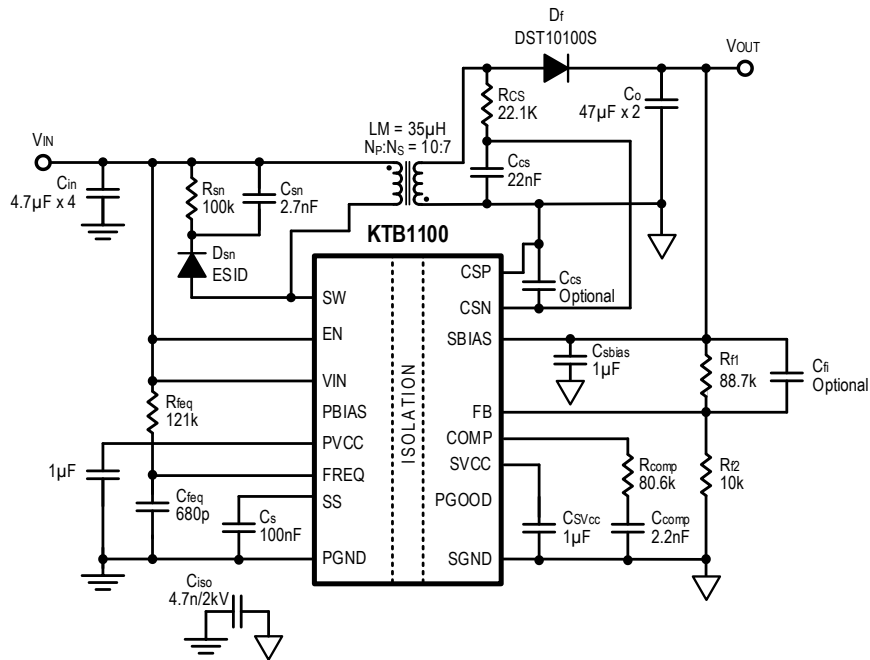 Df
DST10100S
VOUT
RCS
22.1K
Co
47µF x 2
LM = 35µH
NP:NS = 10:7
VIN
Ccs
22nF
Cin
4.7µF x 4
Rsn
100k
Csn
2.7nF
KTB1100
Dsn
ESID
CSP
Ccs
Optional
SW
CSN
EN
SBIAS
Csbias
1µF
Rf1
88.7k
Cfi
Optional
VIN
ISOLATION
Rfeq
121k
PBIAS
FB
PVCC
COMP
1µF
FREQ
SVCC
Rcomp
80.6k
Rf2
10k
Cfeq
680p
SS
PGOOD
Cs
100nF
CSVcc
1µF
Ccomp
2.2nF
PGND
SGND
Ciso
4.7n/2kV